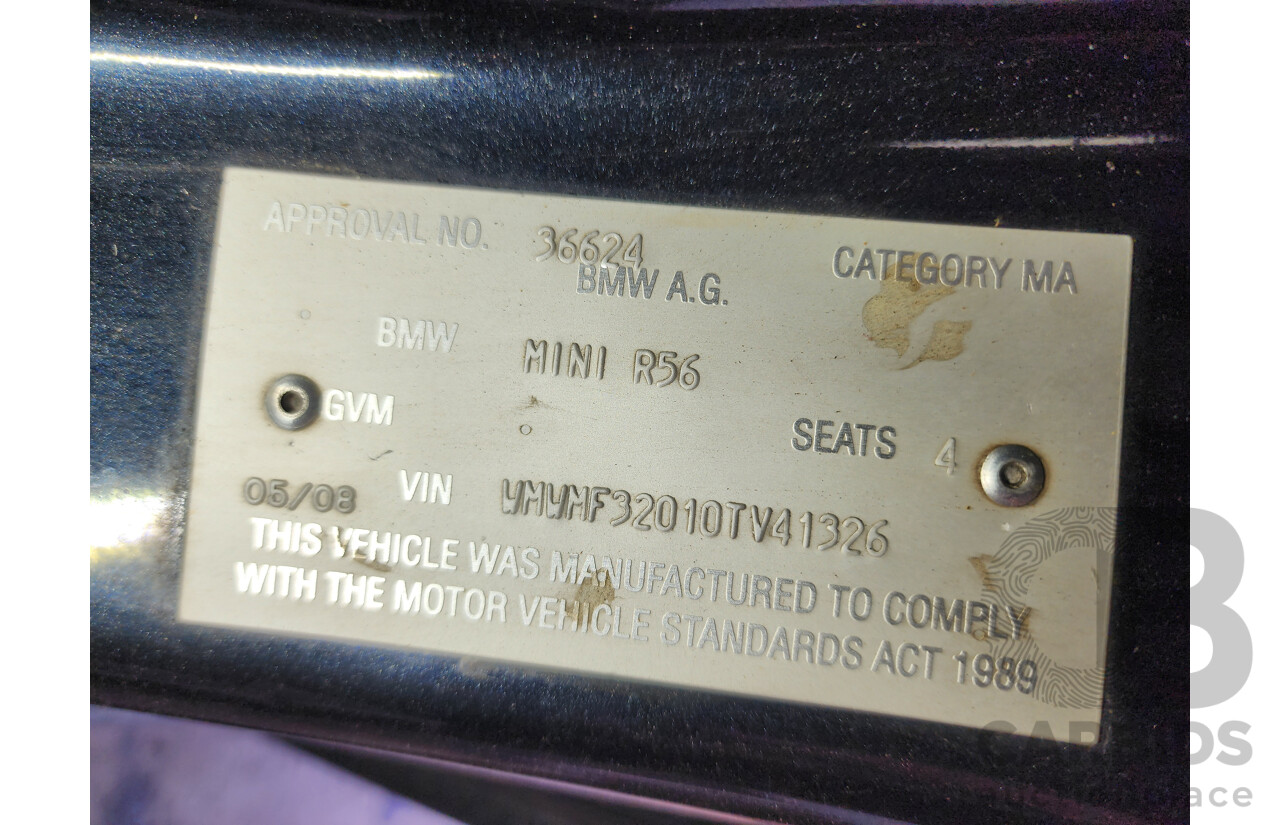 APPROVAL NO. 36624 CATEGORY MA
BMW A.G.
BMW MINI R56
GVM SEATS 4
05/08 VIN WMWMF32010TV41326
THIS VEHICLE WAS MANUFACTURED TO COMPLY
WITH THE MOTOR VEHICLE STANDARDS ACT 1989